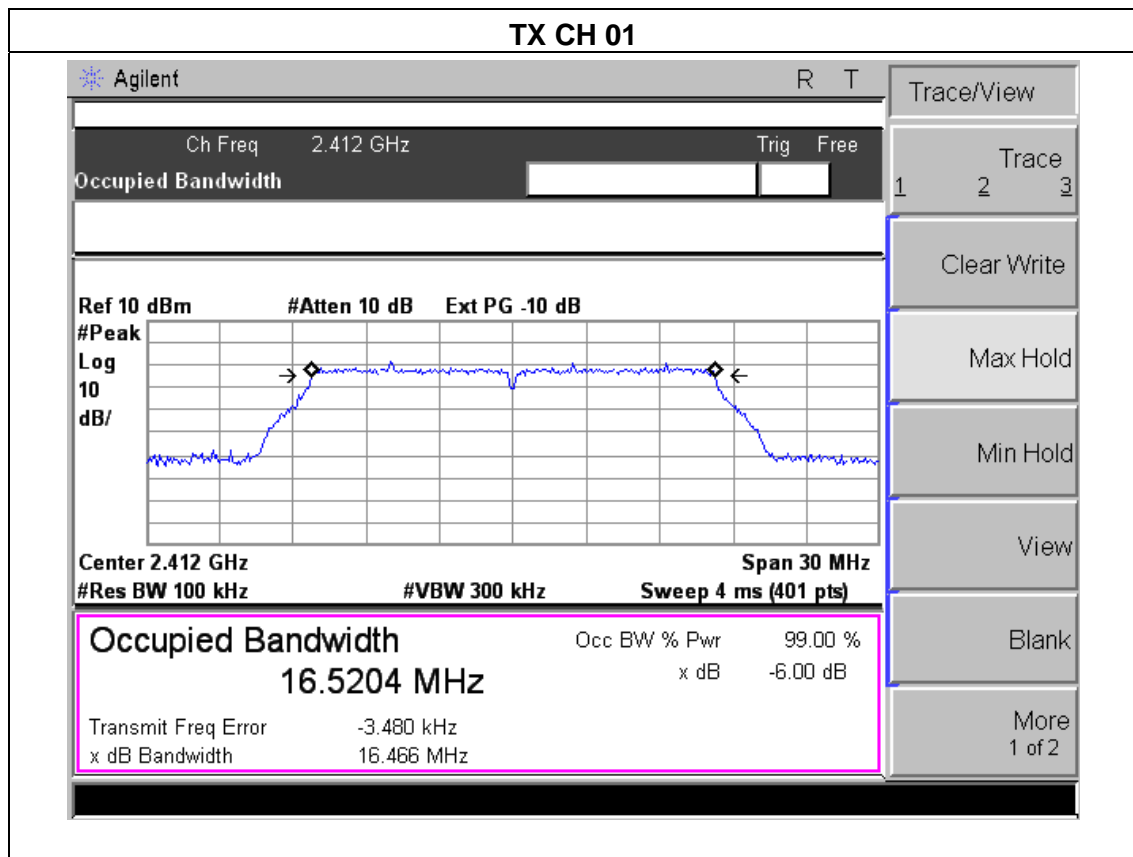 TX CH 01
Agilent R T
Trace/View
Ch Freq 2.412 GHz Trig Free
Occupied Bandwidth
Trace
1 2 3
Clear Write
Ref 10 dBm #Atten 10 dB Ext PG -10 dB
#Peak
Log
10
dB/
Max Hold
Min Hold
View
Center 2.412 GHz Span 30 MHz
#Res BW 100 kHz #VBW 300 kHz Sweep 4 ms (401 pts)
Occupied Bandwidth Occ BW % Pwr 99.00 %
16.5204 MHz x dB -6.00 dB
Blank
Transmit Freq Error -3.480 kHz
x dB Bandwidth 16.466 MHz
More
1 of 2